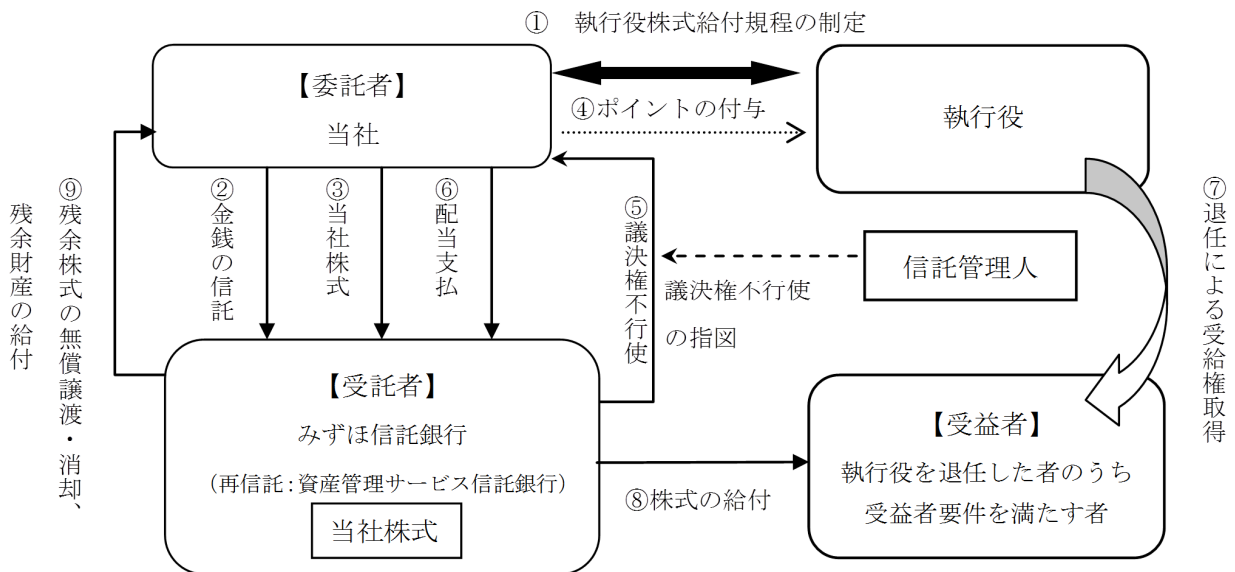 ① 執行役株式給付規程の制定
【委託者】
当社
④ポイントの付与
執行役
②金銭の信託
③当社株式
⑥配当支払
⑤議決権不行使
信託管理人
議決権不行使
の指図
⑦退任による受給権取得
⑨残余株式の無償譲渡・消却、
残余財産の給付
【受託者】
みずほ信託銀行
(再信託:資産管理サービス信託銀行)
当社株式
⑧株式の給付
【受益者】
執行役を退任した者のうち
受益者要件を満たす者